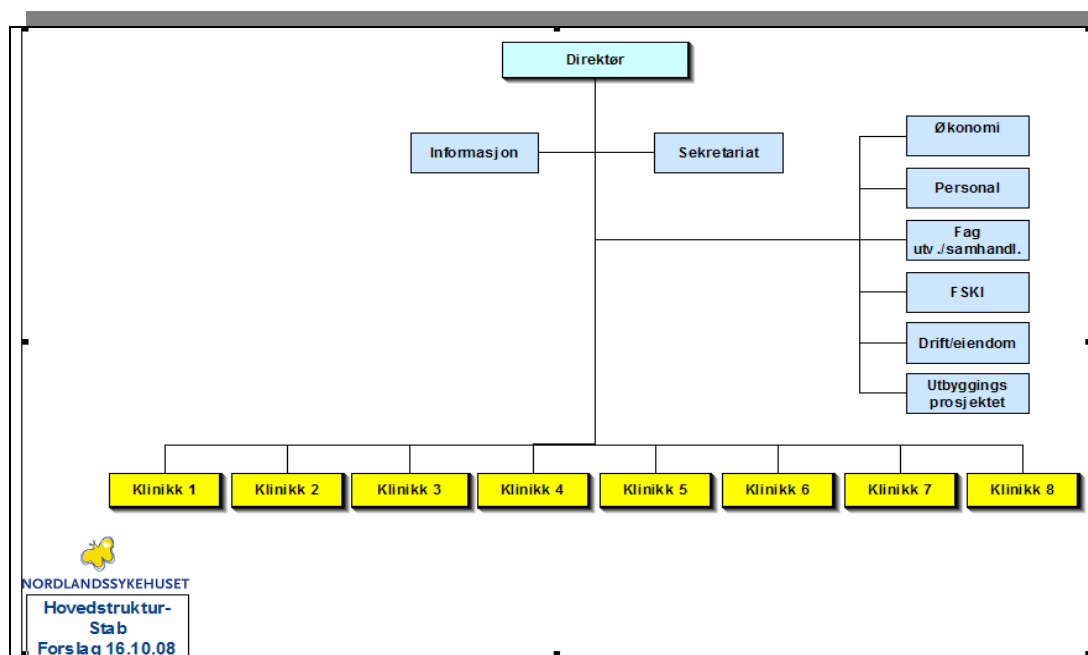 Direktør
Informasjon
Sekretariat
Økonomi
Personal
Fag
utv./samhandl.
FSKI
Drift/eiendom
Utbyggings
prosjektet
Klinikk 1
Klinikk 2
Klinikk 3
Klinikk 4
Klinikk 5
Klinikk 6
Klinikk 7
Klinikk 8
NORDLANDSSYKEHUSET
Hovedstruktur-
Stab
Forslag 16.10.08